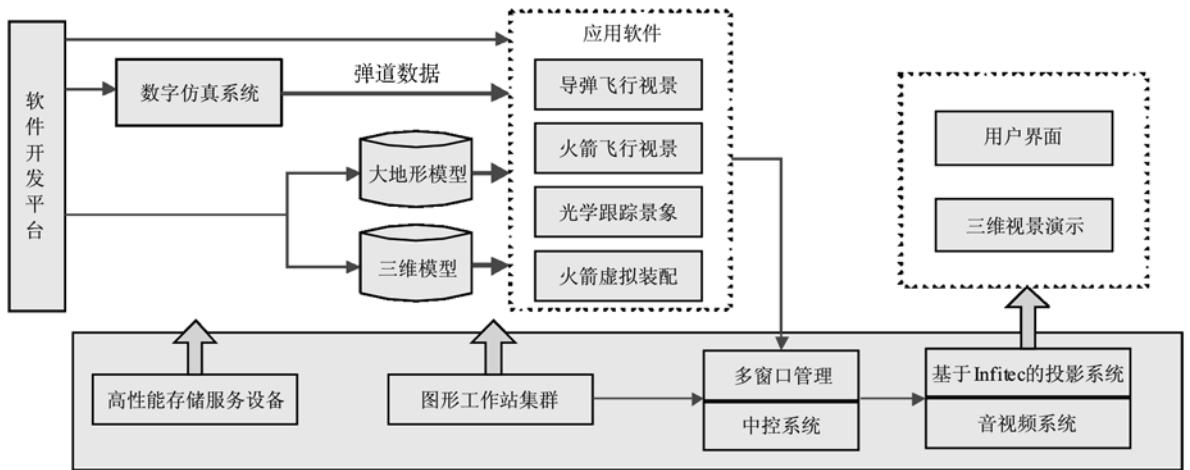 软件开发平台
数字仿真系统
弹道数据
大地形模型
三维模型
应用软件
导弹飞行视景
火箭飞行视景
光学跟踪景象
火箭虚拟装配
用户界面
三维视景演示
高性能存储服务设备
图形工作站集群
多窗口管理
中控系统
基于Infitec的投影系统
音视频系统